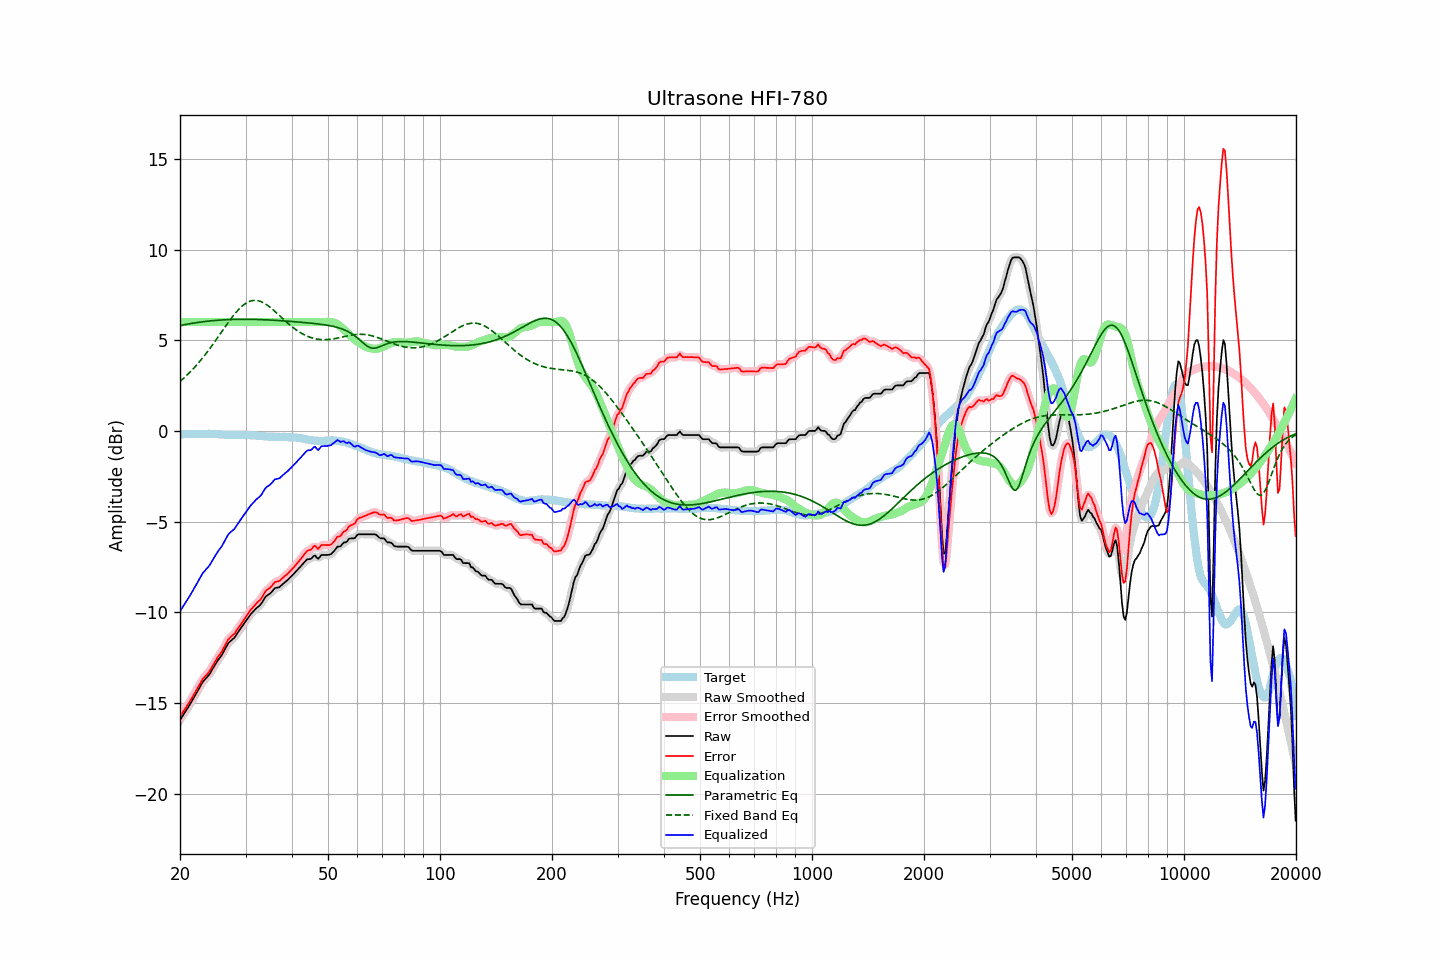 Ultrasone HFI-780
Amplitude (dBr)
15
10
5
0
−5
−10
−15
−20
Target
Raw Smoothed
Error Smoothed
Raw
Error
Equalization
Parametric Eq
Fixed Band Eq
Equalized
20 50 100 200 500 1000 2000 5000 10000 20000
Frequency (Hz)